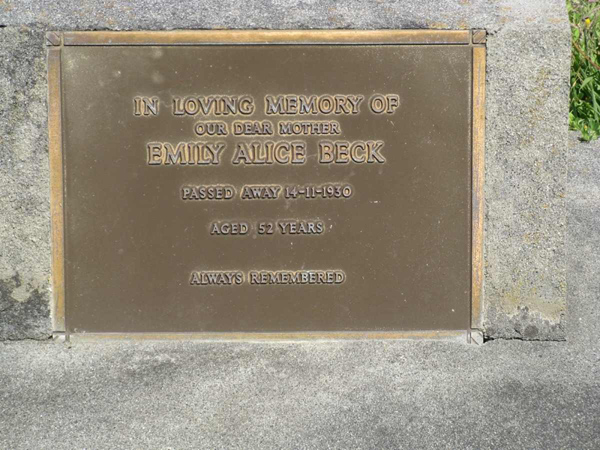 IN LOVING MEMORY OF
OUR DEAR MOTHER
EMILY ALICE BECK
PASSED AWAY 14-11-1930
AGED 52 YEARS
ALWAYS REMEMBERED